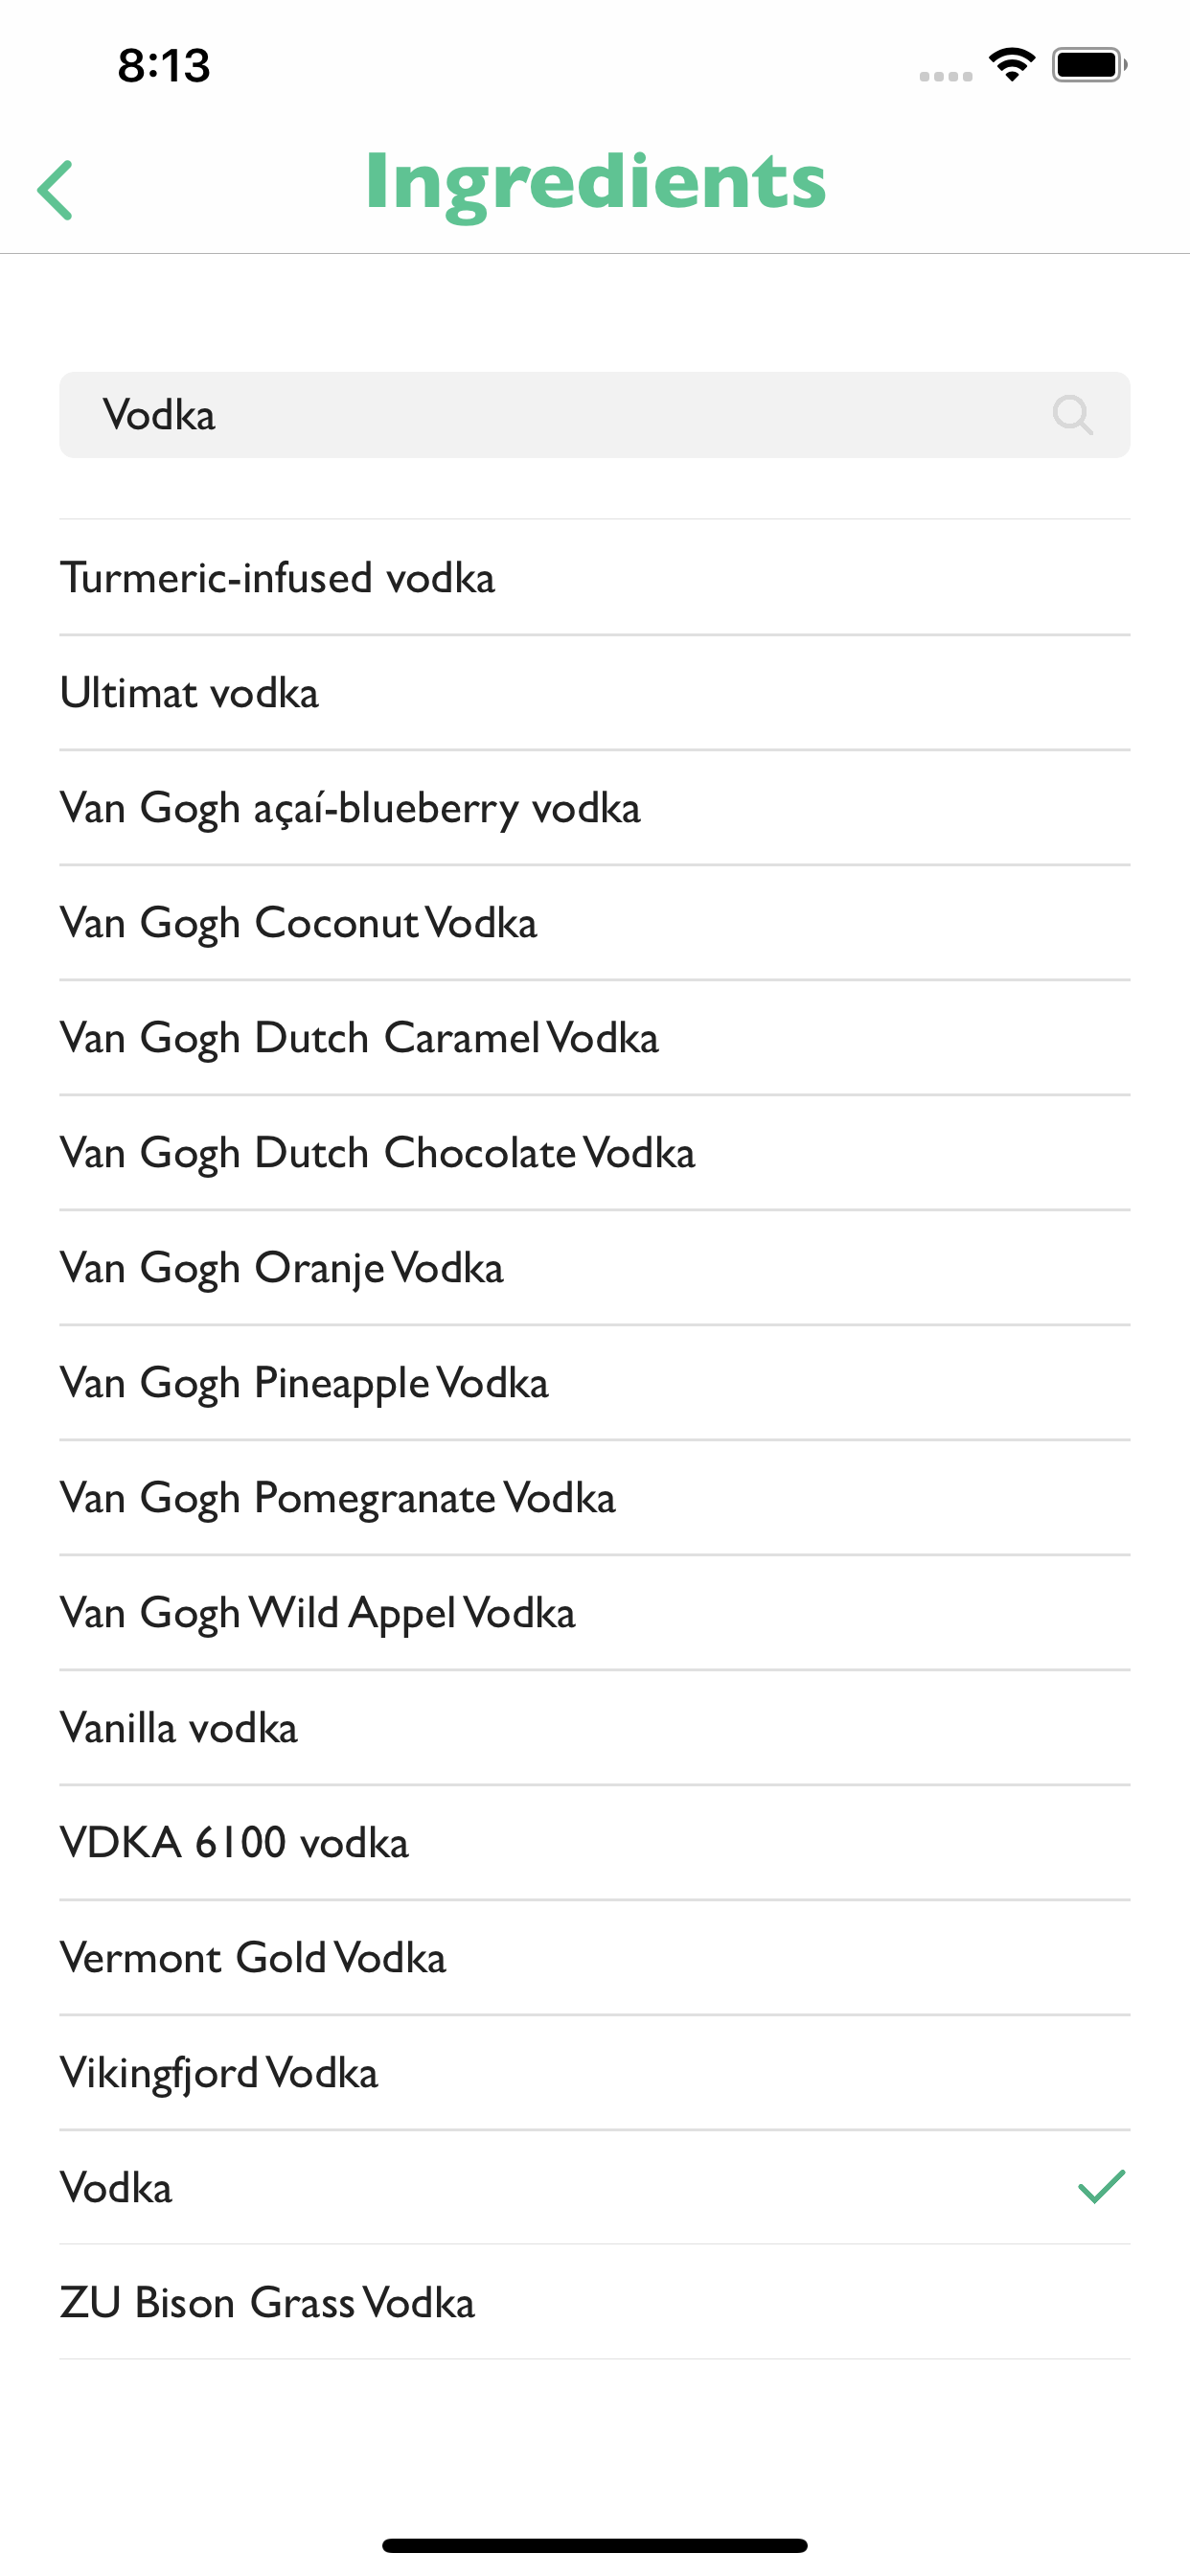 8:13
Ingredients
Vodka
Turmeric-infused vodka
Ultimat vodka
Van Gogh açaí-blueberry vodka
Van Gogh Coconut Vodka
Van Gogh Dutch Caramel Vodka
Van Gogh Dutch Chocolate Vodka
Van Gogh Oranje Vodka
Van Gogh Pineapple Vodka
Van Gogh Pomegranate Vodka
Van Gogh Wild Appel Vodka
Vanilla vodka
VDKA 6100 vodka
Vermont Gold Vodka
Vikingfjord Vodka
Vodka
ZU Bison Grass Vodka